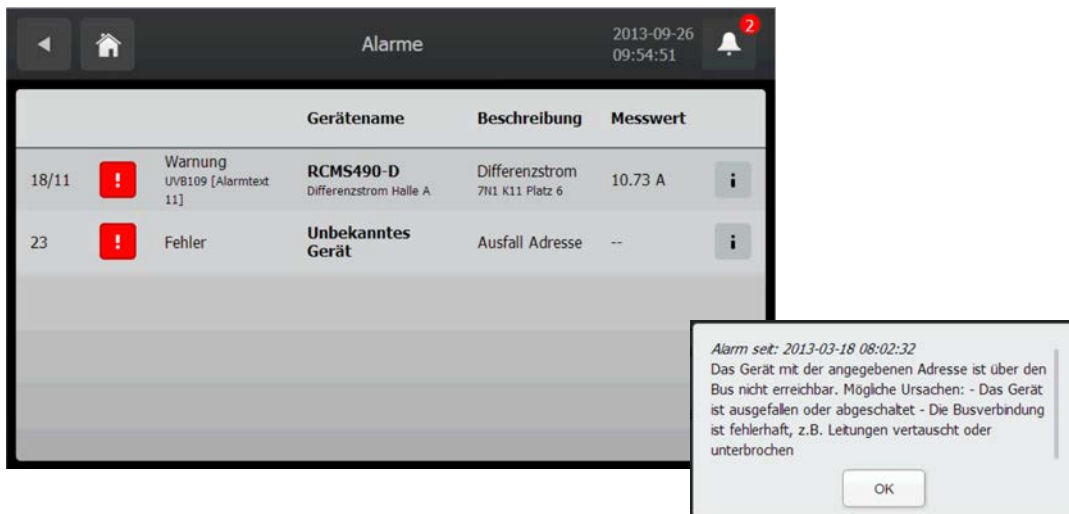 Alarme
2013-09-26
09:54:51
2
Gerätename Beschreibung Messwert
18/11 ! Warnung
UVB109 [Alarmtext
11]
RCMS490-D
Differenzstrom Halle A
Differenzstrom
7N1 K11 Platz 6
10.73 A i
23 ! Fehler
Unbekanntes
Gerät
Ausfall Adresse -- i
Alarm seit: 2013-03-18 08:02:32
Das Gerät mit der angegebenen Adresse ist über den
Bus nicht erreichbar. Mögliche Ursachen: - Das Gerät
ist ausgefallen oder abgeschaltet - Die Busverbindung
ist fehlerhaft, z.B. Leitungen vertauscht oder
unterbrochen
OK